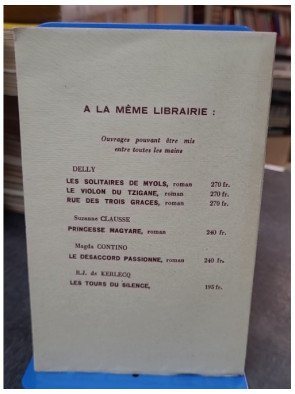 A LA MÊME LIBRAIRIE :
Ouvrages pouvant être mis
entre toutes les mains
DELLY
LES SOLITAIRES DE MYOLS, roman 270 fr.
LE VIOLON DU TZIGANE, roman 270 fr.
RUE DES TROIS GRACES, roman 270 fr.
Suzanne CLAUSSE
PRINCESSE MAGYARE, roman 240 fr.
Magda CONTINO
LE DESACCORD PASSIONNE, roman 240 fr.
R.J. de KERLECQ
LES TOURS DU SILENCE, 195 fr.